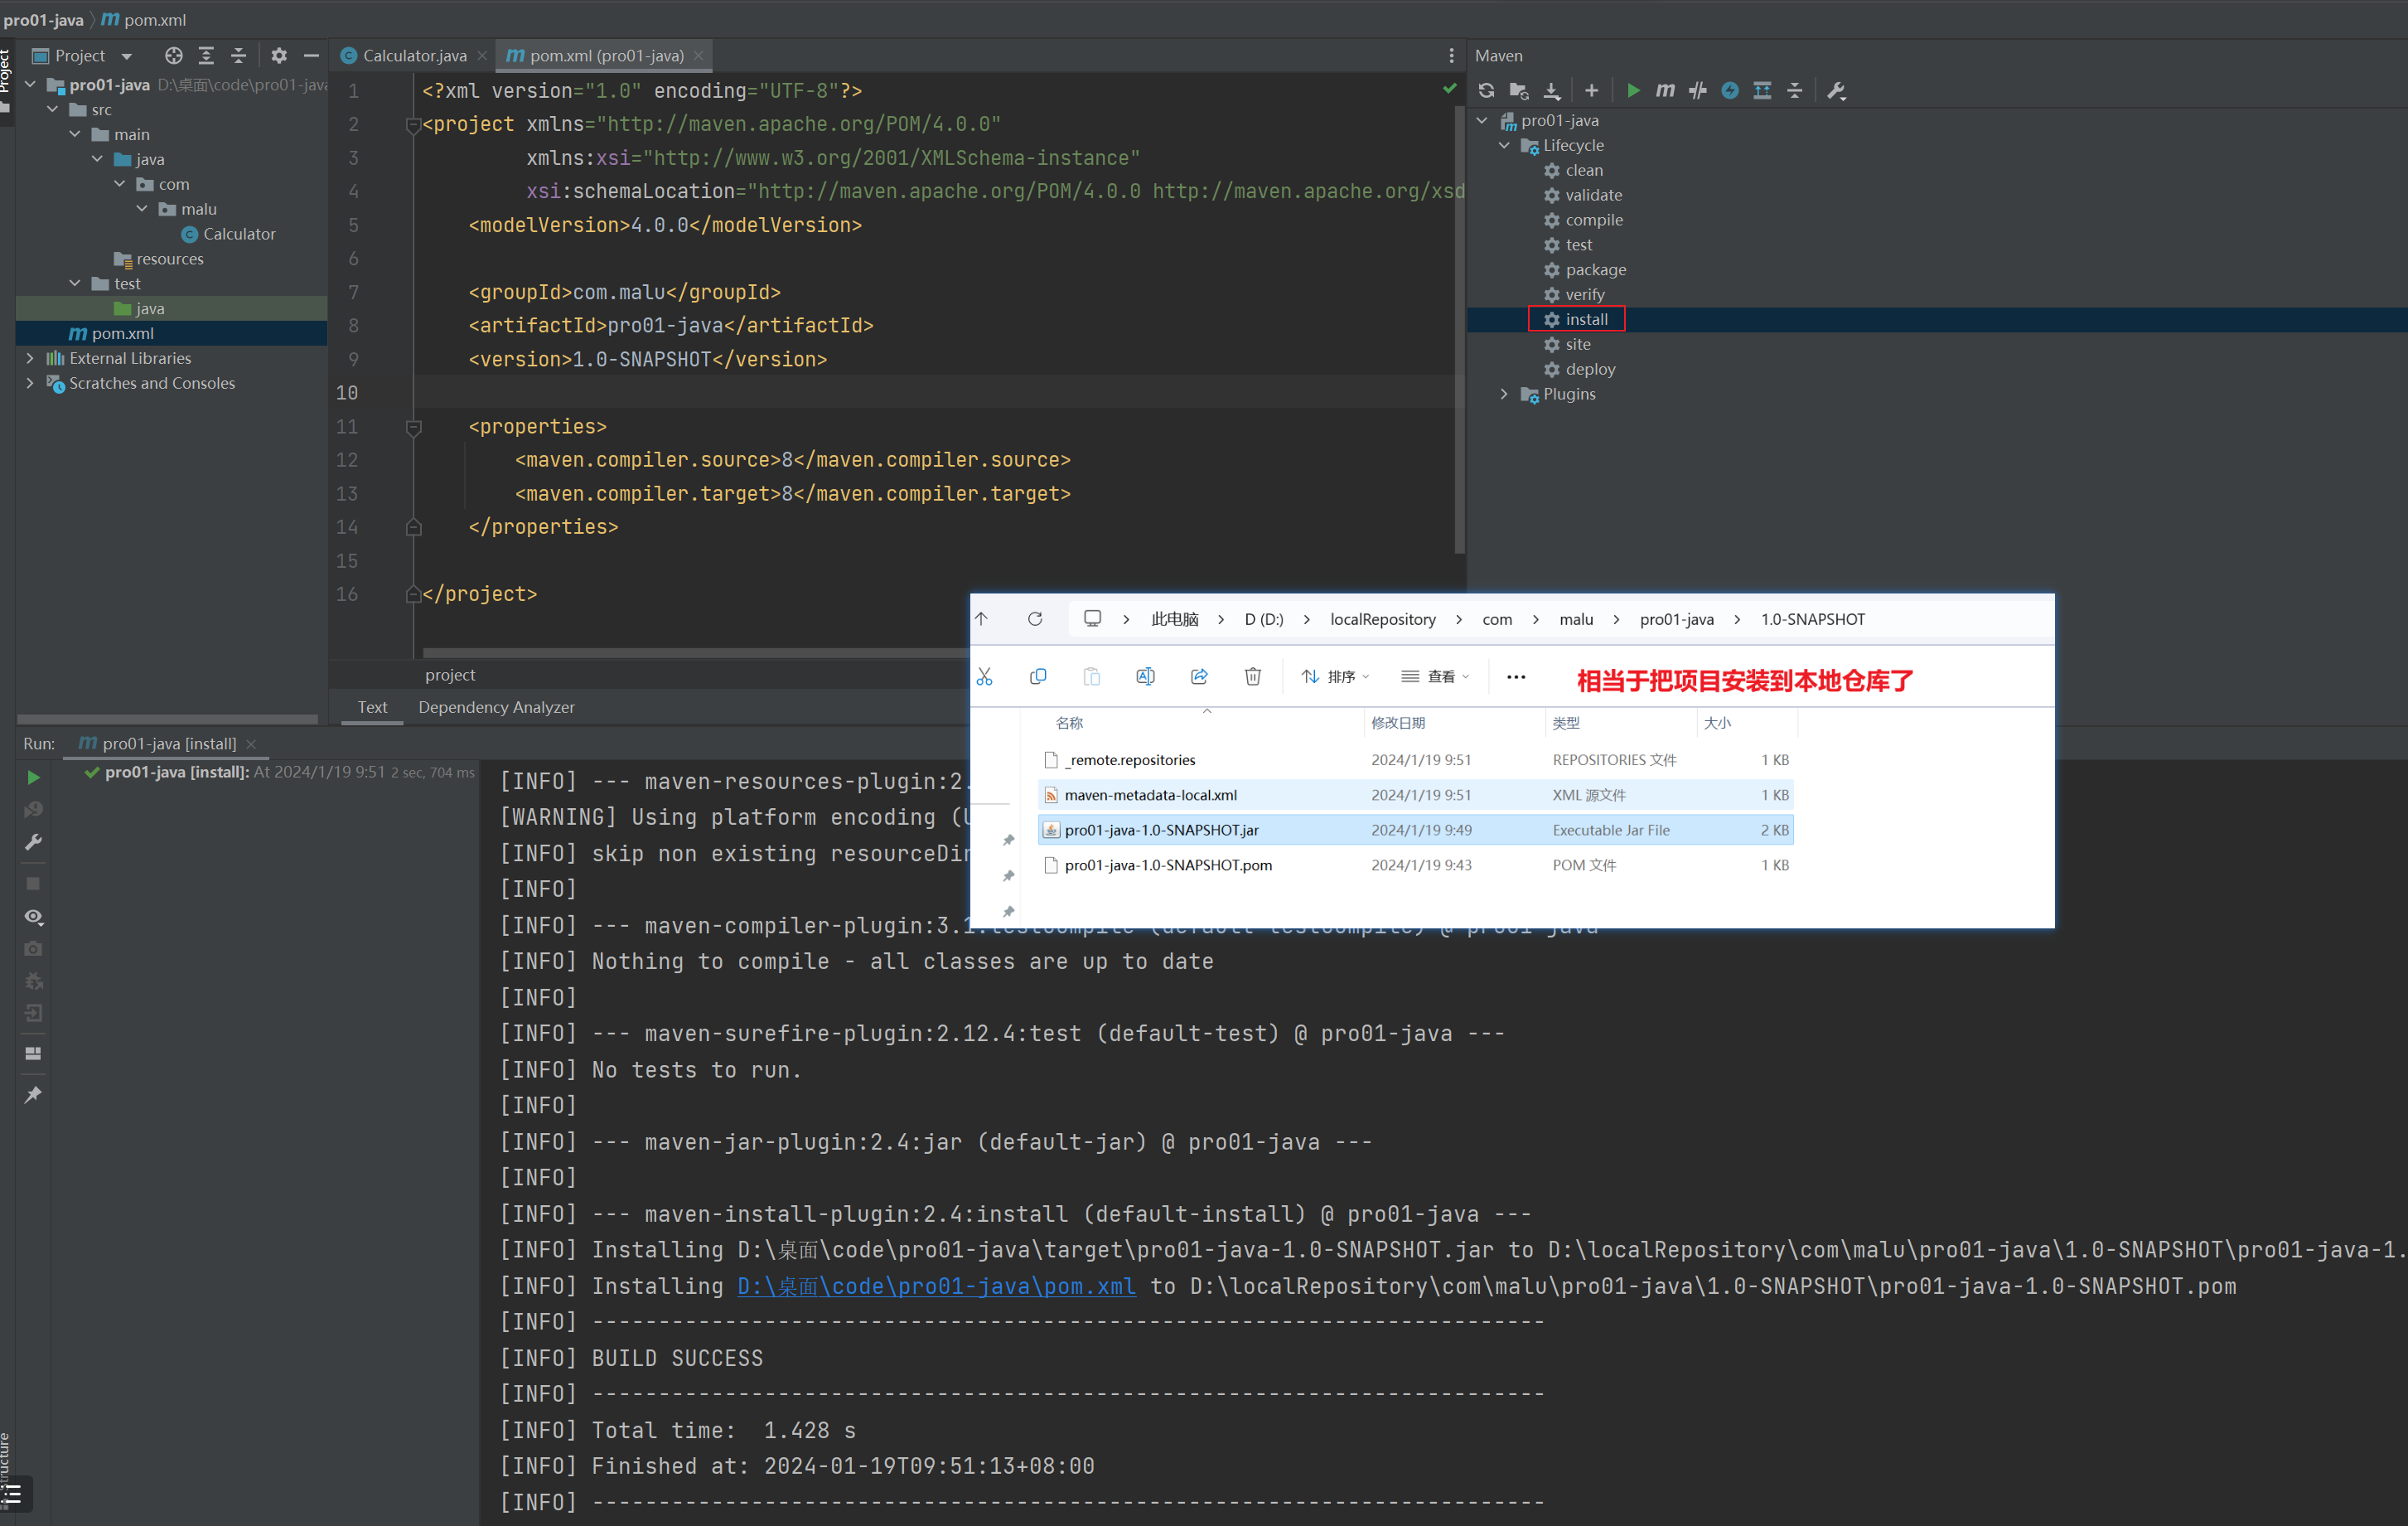 pro01-java
pom.xml
Project
Project
pro01-java D:\桌面\code\pro01-java
src
main
java
com
malu
Calculator
resources
test
java
pom.xml
External Libraries
Scratches and Consoles
Calculator.java
pom.xml (pro01-java)
1 <?xml version="1.0" encoding="UTF-8"?>
2 <project xmlns="http://maven.apache.org/POM/4.0.0"
3 xmlns:xsi="http://www.w3.org/2001/XMLSchema-instance"
4 xsi:schemaLocation="http://maven.apache.org/POM/4.0.0 http://maven.apache.org/xsd
5 <modelVersion>4.0.0</modelVersion>
6
7 <groupId>com.malu</groupId>
8 <artifactId>pro01-java</artifactId>
9 <version>1.0-SNAPSHOT</version>
10
11 <properties>
12 <maven.compiler.source>8</maven.compiler.source>
13 <maven.compiler.target>8</maven.compiler.target>
14 </properties>
15
16 </project>
project
Text
Dependency Analyzer
Maven
pro01-java
Lifecycle
clean
validate
compile
test
package
verify
install
site
deploy
Plugins
此电脑 > D (D:) > localRepository > com > malu > pro01-java > 1.0-SNAPSHOT
排序
查看
相当于把项目安装到本地仓库了
名称 修改日期 类型 大小
_remote.repositories 2024/1/19 9:51 REPOSITORIES 文件 1 KB
maven-metadata-local.xml 2024/1/19 9:51 XML 源文件 1 KB
pro01-java-1.0-SNAPSHOT.jar 2024/1/19 9:49 Executable Jar File 2 KB
pro01-java-1.0-SNAPSHOT.pom 2024/1/19 9:43 POM 文件 1 KB
Run: pro01-java [install]
pro01-java [install]: At 2024/1/19 9:51 2 sec, 704 ms
[INFO] --- maven-resources-plugin:2.
[WARNING] Using platform encoding (
[INFO] skip non existing resourceDir
[INFO]
[INFO] --- maven-compiler-plugin:3.1:testCompile (default-testCompile) @ pro01-java
[INFO] Nothing to compile - all classes are up to date
[INFO]
[INFO] --- maven-surefire-plugin:2.12.4:test (default-test) @ pro01-java ---
[INFO] No tests to run.
[INFO]
[INFO] --- maven-jar-plugin:2.4:jar (default-jar) @ pro01-java ---
[INFO]
[INFO] --- maven-install-plugin:2.4:install (default-install) @ pro01-java ---
[INFO] Installing D:\桌面\code\pro01-java\target\pro01-java-1.0-SNAPSHOT.jar to D:\localRepository\com\malu\pro01-java\1.0-SNAPSHOT\pro01-java-1.
[INFO] Installing D:\桌面\code\pro01-java\pom.xml to D:\localRepository\com\malu\pro01-java\1.0-SNAPSHOT\pro01-java-1.0-SNAPSHOT.pom
[INFO] ------------------------------------------------------------------------
[INFO] BUILD SUCCESS
[INFO] ------------------------------------------------------------------------
[INFO] Total time:  1.428 s
[INFO] Finished at: 2024-01-19T09:51:13+08:00
[INFO] ------------------------------------------------------------------------